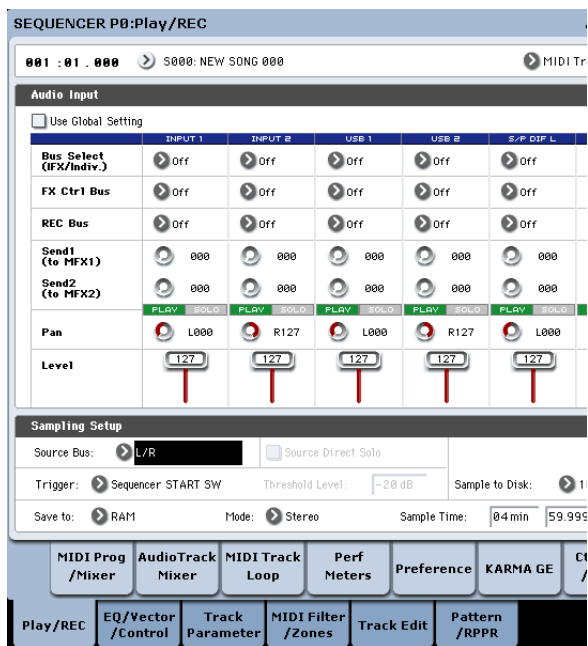 SEQUENCER P0:Play/REC
001 :01 . 000 S000: NEW SONG 000 MIDI Tr
Audio Input
Use Global Setting
INPUT 1 INPUT 2 USB 1 USB 2 S/P DIF L
Bus Select
(IFX/Indiv.) Off Off Off Off Off
FX Ctrl Bus Off Off Off Off Off
REC Bus Off Off Off Off Off
Send1
(to MFX1) 000 000 000 000 000
Send2
(to MFX2) 000 000 000 000 000
PLAY SOLO PLAY SOLO PLAY SOLO PLAY SOLO PLAY SOLO
Pan L000 R127 L000 R127 L000
Level 127 127 127 127 127
Sampling Setup
Source Bus: L/R Source Direct Solo
Trigger: Sequencer START SW Threshold Level: -20 dB Sample to Disk: 1
Save to: RAM Mode: Stereo Sample Time: 04 min 59.999
MIDI Prog
/Mixer AudioTrack
Mixer MIDI Track
Loop Perf
Meters Preference KARMA GE Ct
/
Play/REC EQ/Vector
/Control Track
Parameter MIDI Filter
/Zones Track Edit Pattern
/RPPR